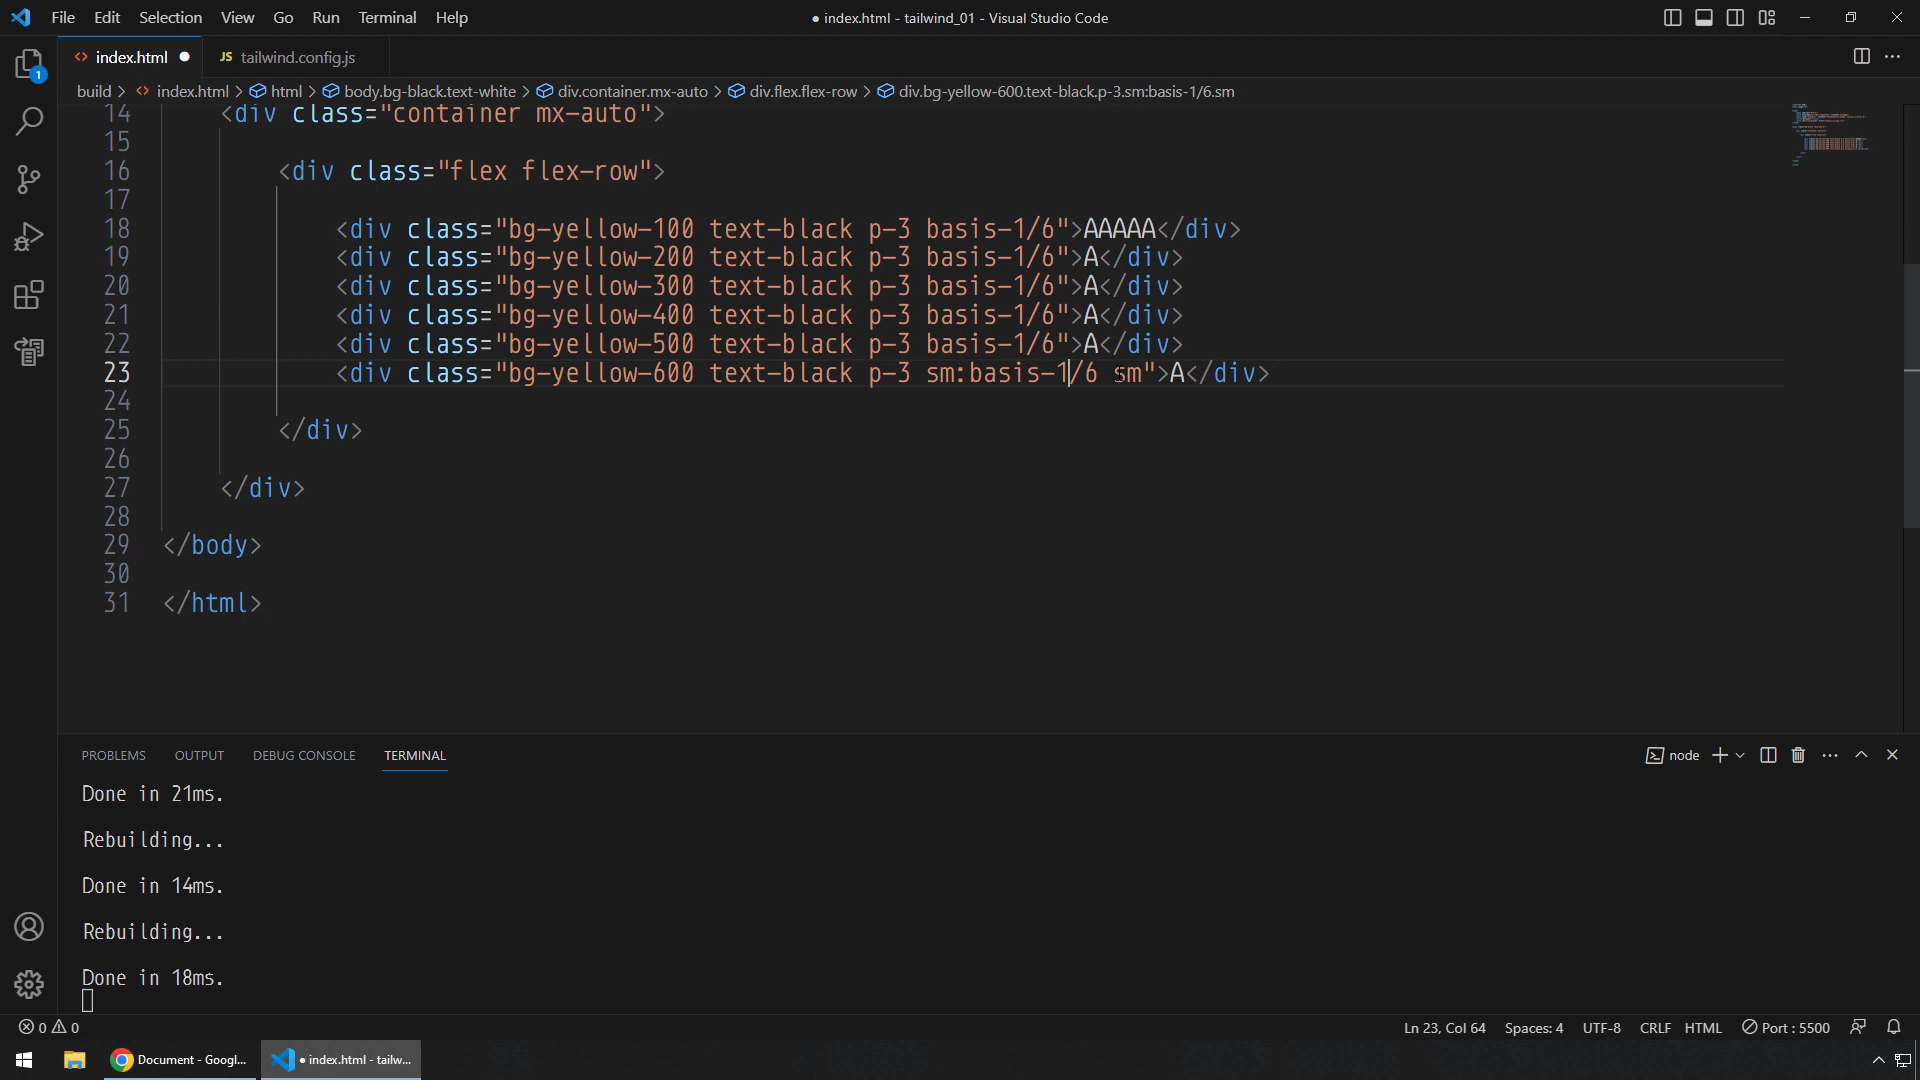 File Edit Selection View Go Run Terminal Help
● index.html - tailwind_01 - Visual Studio Code
<> index.html ●
JS tailwind.config.js
build > <> index.html > html > body.bg-black.text-white > div.container.mx-auto > div.flex.flex-row > div.bg-yellow-600.text-black.p-3.sm:basis-1/6.sm
14 <div class="container mx-auto">
15
16 <div class="flex flex-row">
17
18 <div class="bg-yellow-100 text-black p-3 basis-1/6">AAAAA</div>
19 <div class="bg-yellow-200 text-black p-3 basis-1/6">A</div>
20 <div class="bg-yellow-300 text-black p-3 basis-1/6">A</div>
21 <div class="bg-yellow-400 text-black p-3 basis-1/6">A</div>
22 <div class="bg-yellow-500 text-black p-3 basis-1/6">A</div>
23 <div class="bg-yellow-600 text-black p-3 sm:basis-1/6 sm">A</div>
24
25 </div>
26
27 </div>
28
29 </body>
30
31 </html>
1
PROBLEMS OUTPUT DEBUG CONSOLE TERMINAL
node
Done in 21ms.
Rebuilding...
Done in 14ms.
Rebuilding...
Done in 18ms.
0 0
Ln 23, Col 64 Spaces: 4 UTF-8 CRLF HTML Port : 5500
Document - Googl...
● index.html - tailw...